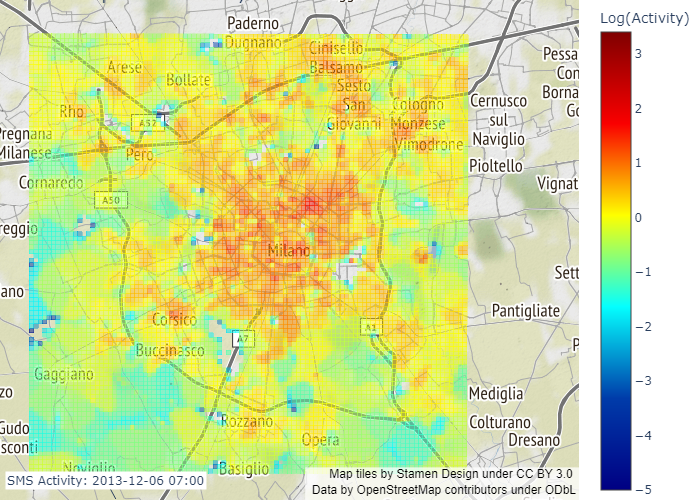 Log(Activity)
3
2
1
0
−1
−2
−3
−4
−5
Paderno
Dugnano
Cinisello
Balsamo
Arese
Bollate
Sesto
San
Giovanni
Rho
Cologno
Monzese
Vimodrone
Cernusco
sul
Naviglio
Pessa
Con
Borna
Go
Pregnana
Milanese
A52
Pero
Pioltello
Cornaredo
A50
Vignat
reggio
Milano
Sett
ano
Pantigliate
Corsico
A7
A1
Buccinasco
P
Gaggiano
zo
Mediglia
Rozzano
Colturano
Gudo
sconti
Opera
Dresano
Noviglio
Basiglio
SMS Activity: 2013-12-06 07:00
Map tiles by Stamen Design under CC BY 3.0
Data by OpenStreetMap contributors under ODbL